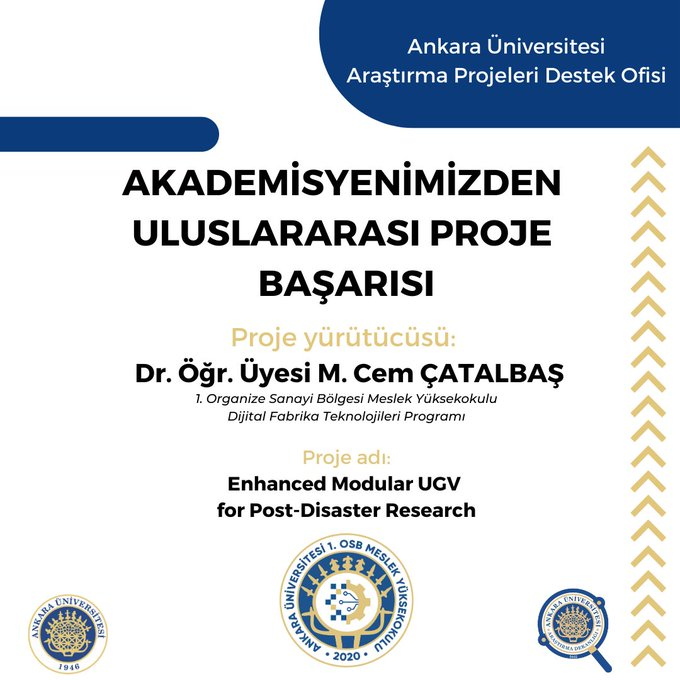 Ankara Üniversitesi
Araştırma Projeleri Destek Ofisi
AKADEMİSYENİMİZDEN
ULUSLARARASI PROJE
BAŞARISI
Proje yürütücüsü:
Dr. Öğr. Üyesi M. Cem ÇATALBAŞ
1. Organize Sanayi Bölgesi Meslek Yüksekokulu
Dijital Fabrika Teknolojileri Programı
Proje adı:
Enhanced Modular UGV
for Post-Disaster Research
ANKARA ÜNİVERSİTESİ 1. OSB MESLEK YÜKSEKOKULU
2020
ANKARA ÜNİVERSİTESİ
1946
ANKARA ÜNİVERSİTESİ
ARAŞTIRMA DEKANLIĞI